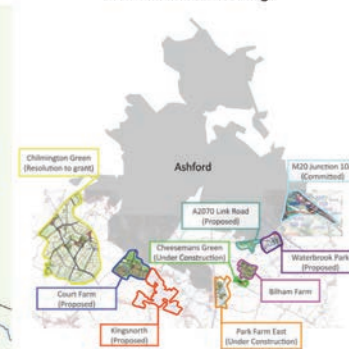 Chilmington Green
(Resolution to grant)
Ashford
M20 Junction 10
(Committed)
A2070 Link Road
(Proposed)
Cheesemans Green
(Under Construction)
Waterbrook Park
(Proposed)
Court Farm
(Proposed)
Bilham Farm
Kingsnorth
(Proposed)
Park Farm East
(Under Construction)